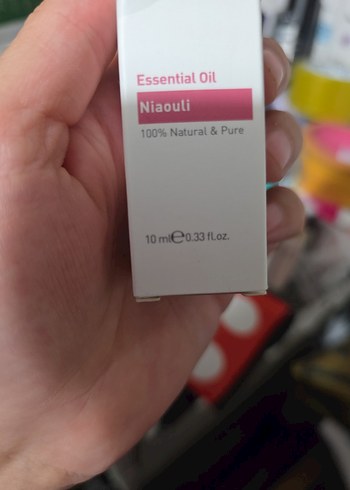 Essential Oil
Niaouli
100% Natural & Pure
10 ml ℮ 0.33 fl.oz.